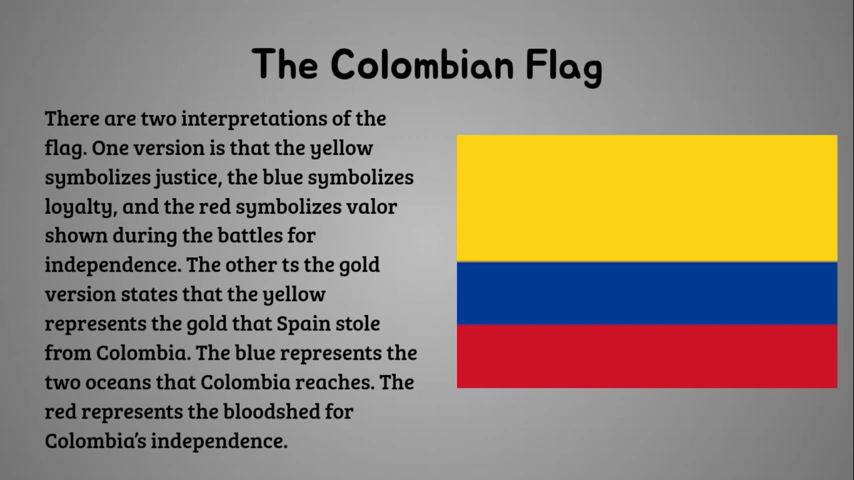 The Colombian Flag
There are two interpretations of the
flag. One version is that the yellow
symbolizes justice, the blue symbolizes
loyalty, and the red symbolizes valor
shown during the battles for
independence. The other ts the gold
version states that the yellow
represents the gold that Spain stole
from Colombia. The blue represents the
two oceans that Colombia reaches. The
red represents the bloodshed for
Colombia's independence.